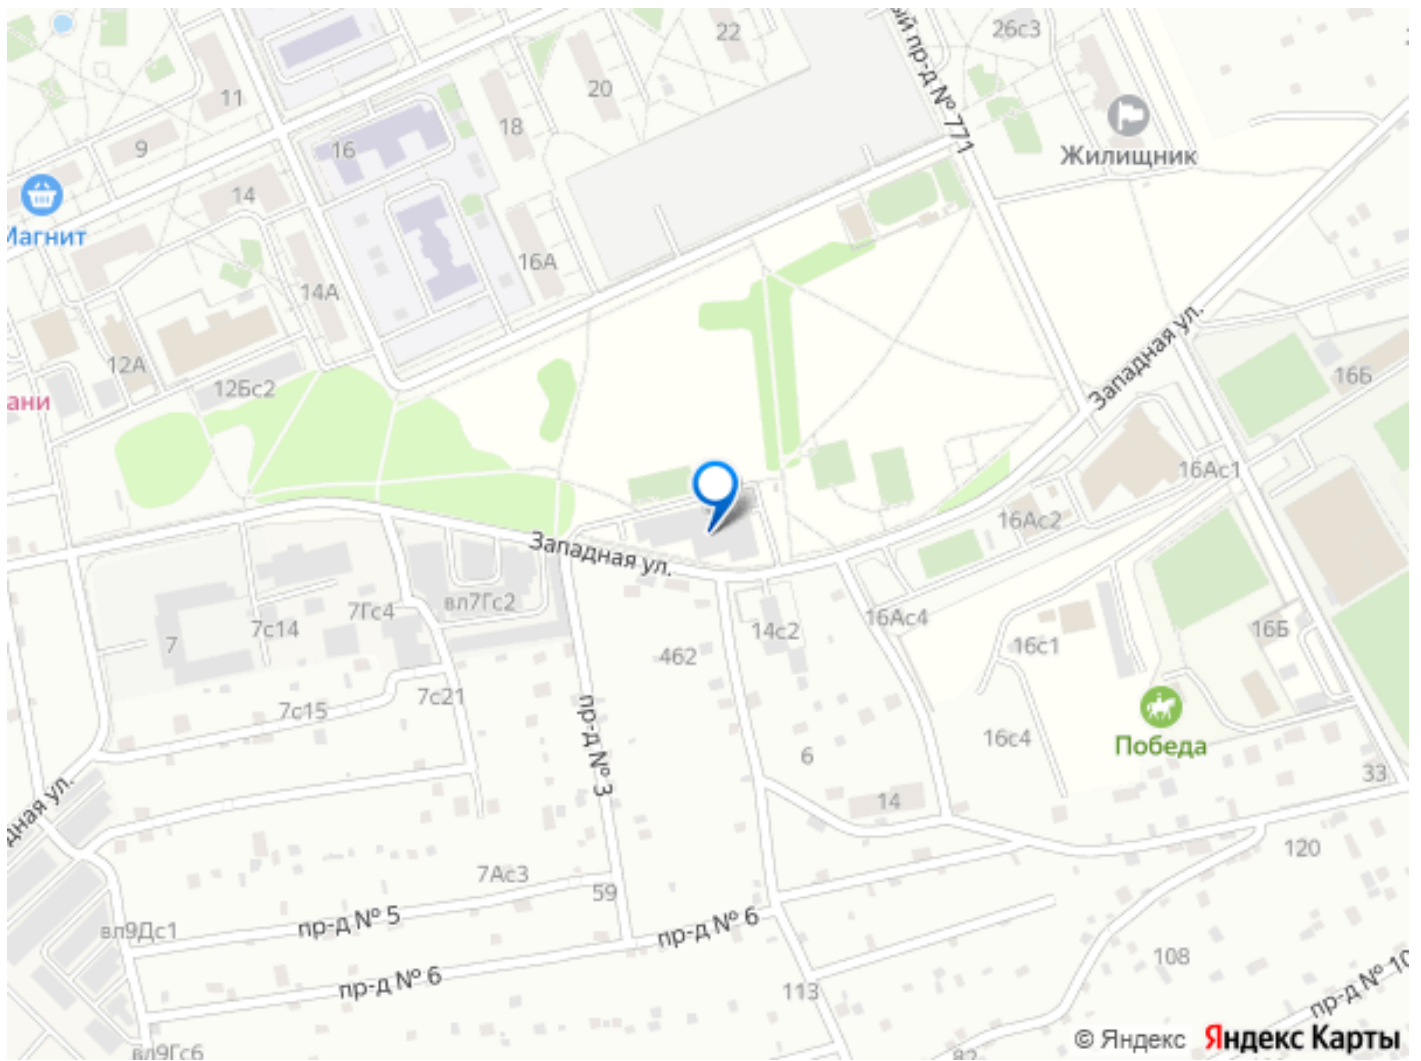 22
26с3
ый пр-д № 771
20
11
18
Жилищник
9
16
14
Магнит
16А
14А
Западная ул.
12А
12Бс2
16Б
ани
16Ас1
16Ас2
Западная ул.
7Гс4
вл7Гс2
7с14
7
14с2
16Ас4
16с1
16Б
462
7с21
7с15
пр-д № 3
6
16с4
Победа
33
14
дная ул.
120
7Ас3
59
пр-д № 5
вл9Дс1
пр-д № 6
пр-д № 6
108
113
пр-д № 10
82
вл9Гс6
© Яндекс Яндекс Карты